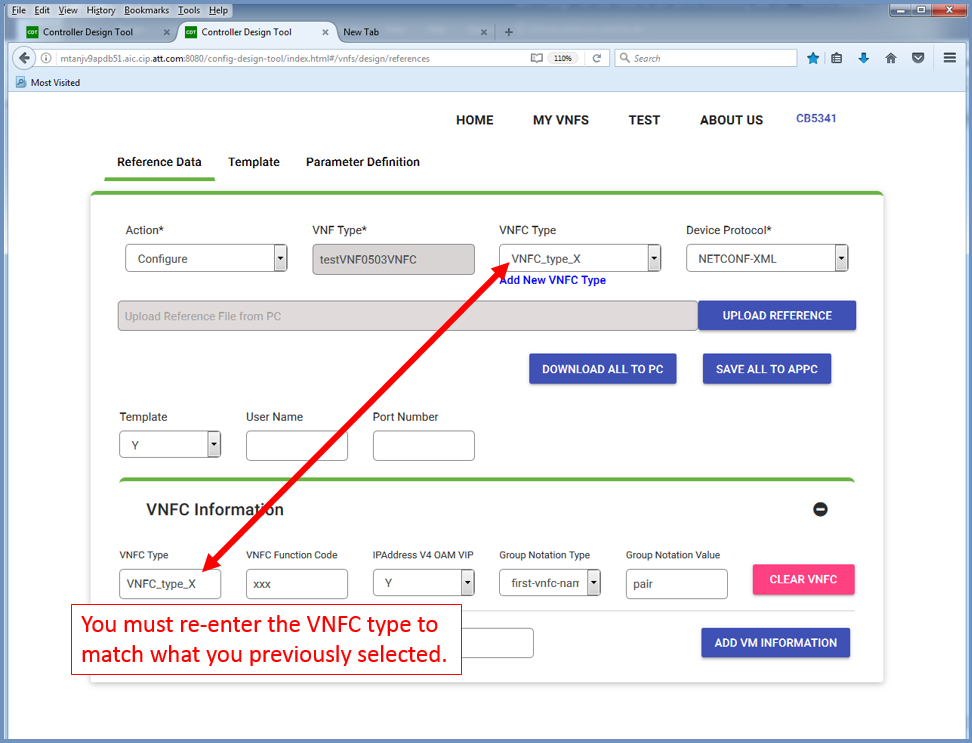 File Edit View History Bookmarks Tools Help
CDT Controller Design Tool CDT Controller Design Tool New Tab
mtanjv9apdb51.aic.cip.att.com:8080/config-design-tool/index.html#/vnfs/design/references 110% Search
Most Visited
HOME MY VNFS TEST ABOUT US CB5341
Reference Data Template Parameter Definition
Action* VNF Type* VNFC Type Device Protocol*
Configure testVNF0503VNFC VNFC_type_X NETCONF-XML
Add New VNFC Type
Upload Reference File from PC UPLOAD REFERENCE
DOWNLOAD ALL TO PC SAVE ALL TO APPC
Template User Name Port Number
Y
VNFC Information
VNFC Type VNFC Function Code IPAddress V4 OAM VIP Group Notation Type Group Notation Value
VNFC_type_X xxx Y first-vnfc-nam pair CLEAR VNFC
You must re-enter the VNFC type to
match what you previously selected.
ADD VM INFORMATION